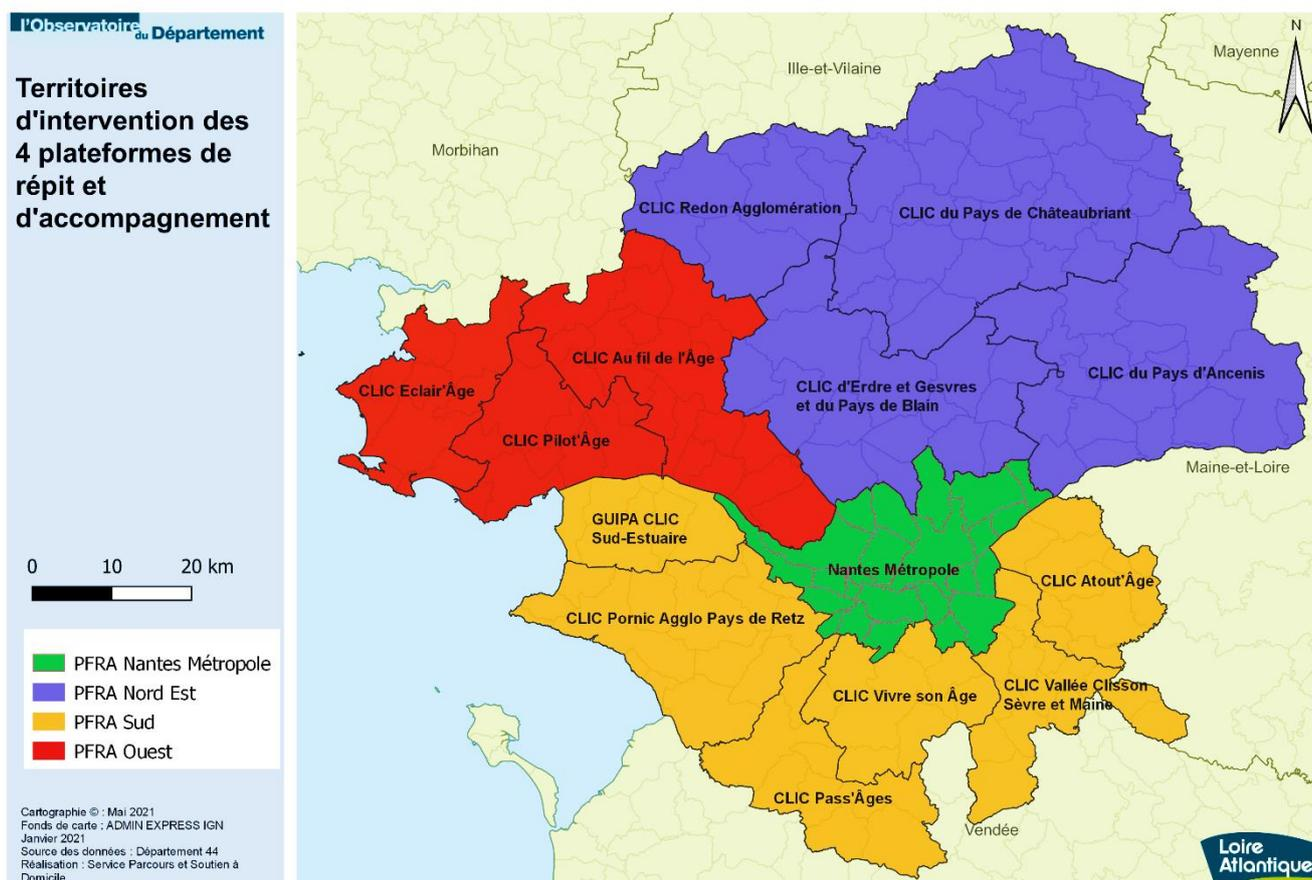 l'Observatoire
du Département
Territoires
d'intervention des
4 plateformes de
répit et
d'accompagnement
0 10 20 km
PFRA Nantes Métropole
PFRA Nord Est
PFRA Sud
PFRA Ouest
Cartographie © : Mai 2021
Fonds de carte : ADMIN EXPRESS IGN
Janvier 2021
Source des données : Département 44
Réalisation : Service Parcours et Soutien à
Domicile
N
Mayenne
Ille-et-Vilaine
Morbihan
CLIC Redon Agglomération
CLIC du Pays de Châteaubriant
CLIC Au fil de l'Âge
CLIC Eclair'Âge
CLIC d'Erdre et Gesvres
et du Pays de Blain
CLIC du Pays d'Ancenis
CLIC Pilot'Âge
Maine-et-Loire
GUIPA CLIC
Sud-Estuaire
Nantes Métropole
CLIC Atout'Âge
CLIC Pornic Agglo Pays de Retz
CLIC Vivre son Âge
CLIC Vallée Clisson
Sèvre et Maine
CLIC Pass'Âges
Vendée
Loire
Atlantique